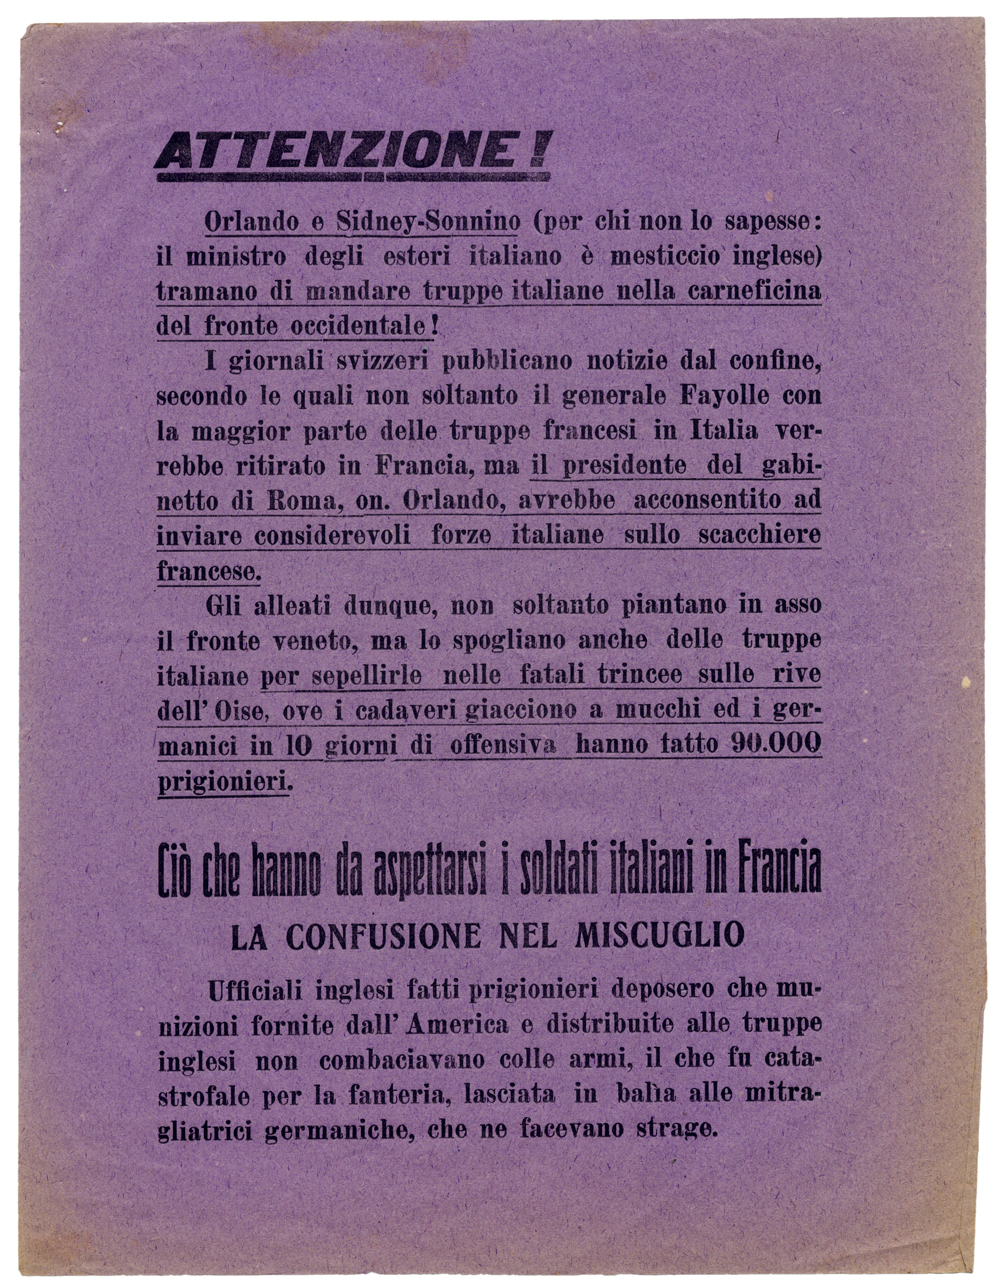 ATTENZIONE!
Orlando e Sidney-Sonnino (per chi non lo sapesse:
il ministro degli esteri italiano è mesticcio inglese)
tramano di mandare truppe italiane nella carneficina
del fronte occidentale!
I giornali svizzeri pubblicano notizie dal confine,
secondo le quali non soltanto il generale Fayolle con
la maggior parte delle truppe francesi in Italia ver-
rebbe ritirato in Francia, ma il presidente del gabi-
netto di Roma, on. Orlando, avrebbe acconsentito ad
inviare considerevoli forze italiane sullo scacchiere
francese.
Gli alleati dunque, non soltanto piantano in asso
il fronte veneto, ma lo spogliano anche delle truppe
italiane per sepellirle nelle fatali trincee sulle rive
dell' Oise, ove i cadaveri giacciono a mucchi ed i ger-
manici in 10 giorni di offensiva hanno fatto 90.000
prigionieri.
Ciò che hanno da aspettarsi i soldati italiani in Francia
LA CONFUSIONE NEL MISCUGLIO
Ufficiali inglesi fatti prigionieri deposero che mu-
nizioni fornite dall' America e distribuite alle truppe
inglesi non combaciavano colle armi, il che fu cata-
strofale per la fanteria, lasciata in balìa alle mitra-
gliatrici germaniche, che ne facevano strage.